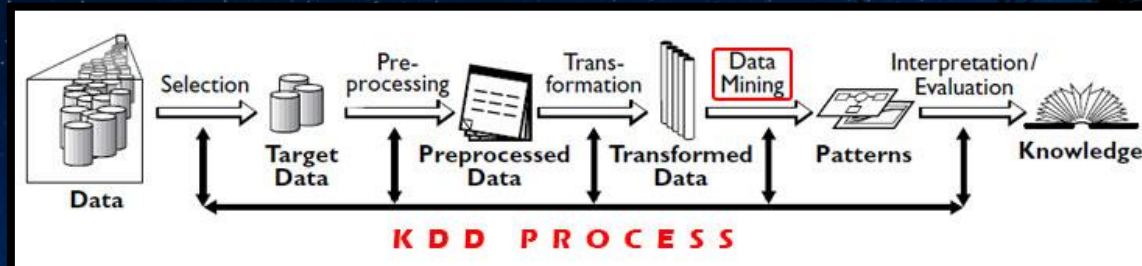 Selection
Pre-
processing
Trans-
formation
Data
Mining
Interpretation/
Evaluation
Data
Target
Data
Preprocessed
Data
Transformed
Data
Patterns
Knowledge
KDD PROCESS